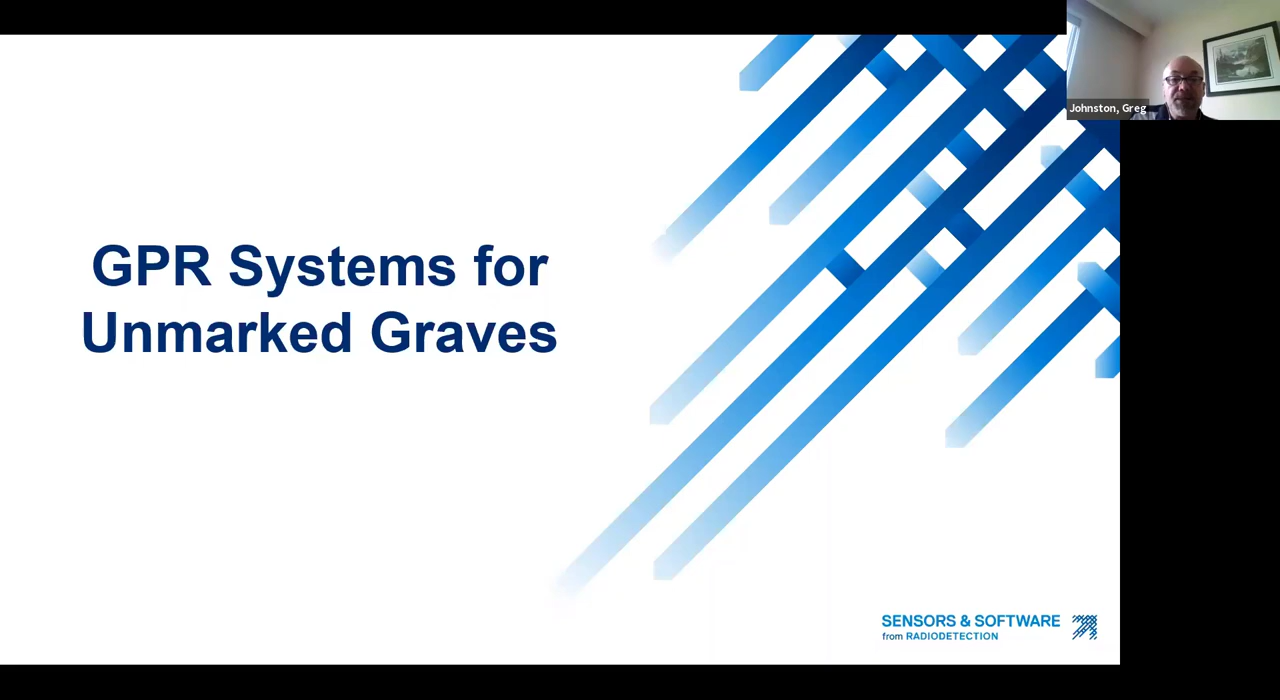 Johnston, Greg
GPR Systems for
Unmarked Graves
SENSORS & SOFTWARE
from RADIODETECTION